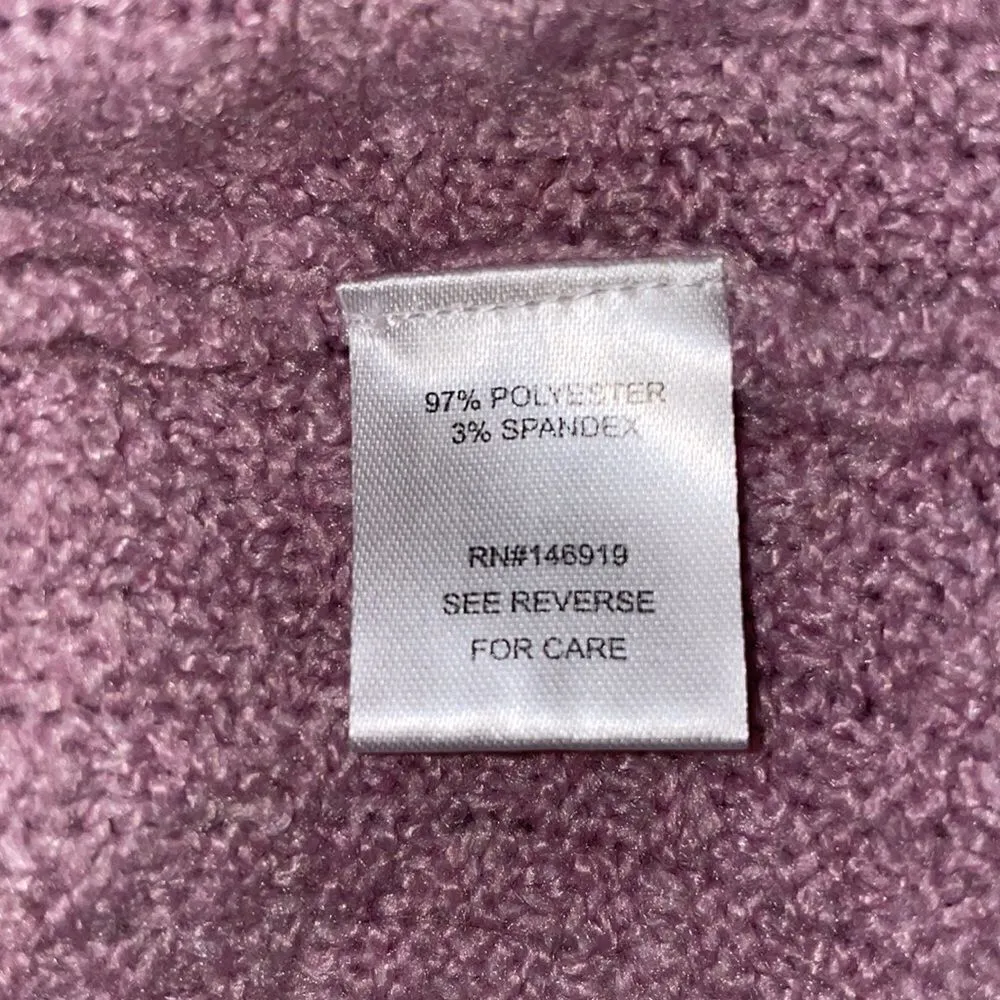 97% POLYESTER
3% SPANDEX
RN#146919
SEE REVERSE
FOR CARE